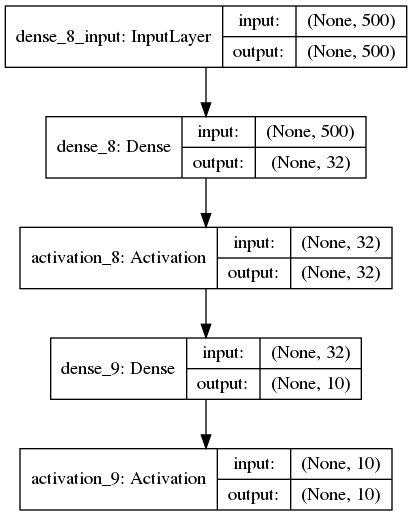 dense_8_input: InputLayer
input: (None, 500)
output: (None, 500)
dense_8: Dense
input: (None, 500)
output: (None, 32)
activation_8: Activation
input: (None, 32)
output: (None, 32)
dense_9: Dense
input: (None, 32)
output: (None, 10)
activation_9: Activation
input: (None, 10)
output: (None, 10)